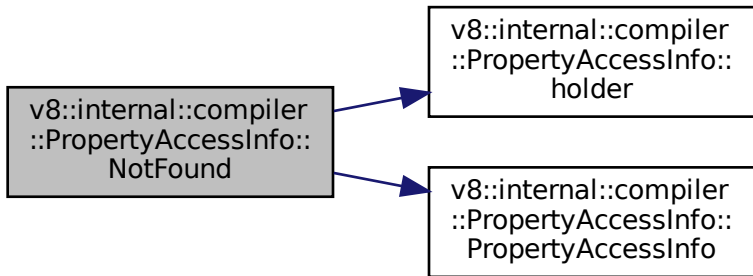 v8::internal::compiler
::PropertyAccessInfo::
NotFound
v8::internal::compiler
::PropertyAccessInfo::
holder
v8::internal::compiler
::PropertyAccessInfo::
PropertyAccessInfo